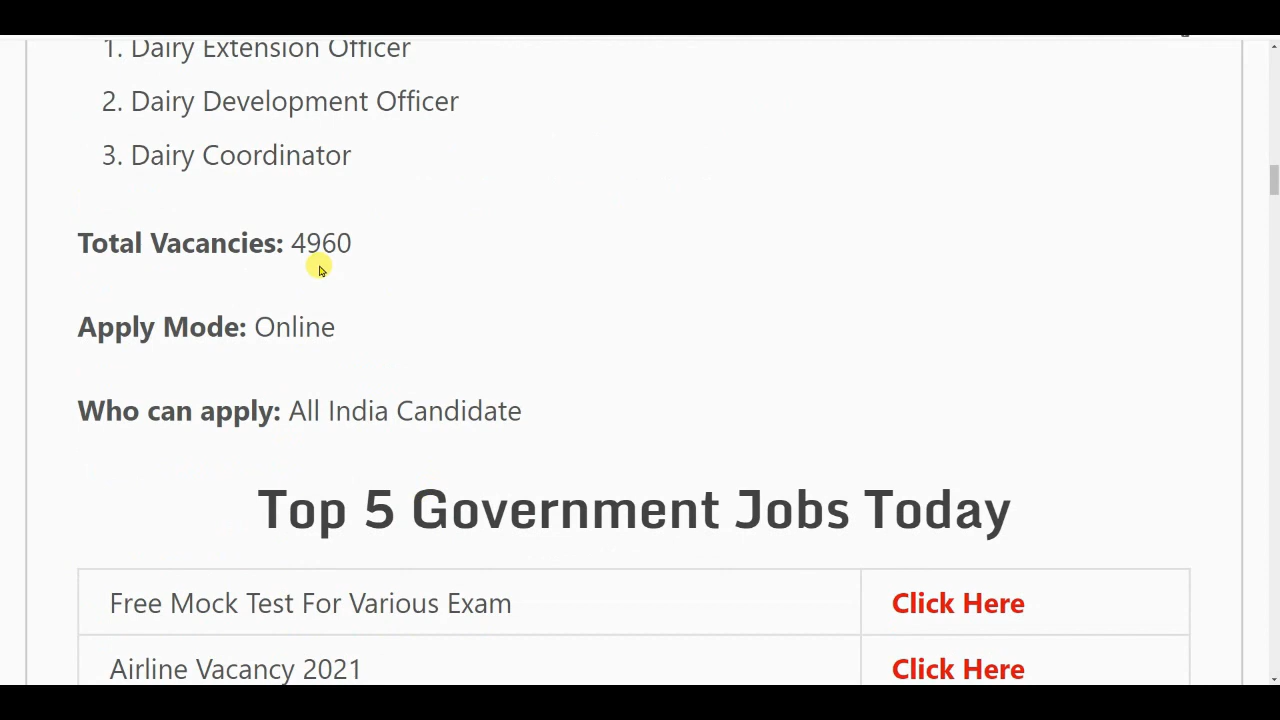 1. Dairy Extension Officer
2. Dairy Development Officer
3. Dairy Coordinator
Total Vacancies: 4960
Apply Mode: Online
Who can apply: All India Candidate
Top 5 Government Jobs Today
Free Mock Test For Various Exam Click Here
Airline Vacancy 2021 Click Here